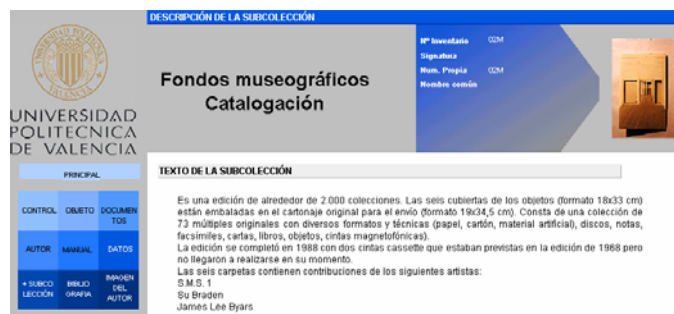 DESCRIPCIÓN DE LA SUBCOLECCIÓN
Nº Inventario 02M
Signatura
Num. Propia 02M
Nombre común
Fondos museográficos
Catalogación
UNIVERSIDAD
POLITECNICA
DE VALENCIA
PRINCIPAL
TEXTO DE LA SUBCOLECCIÓN
CONTROL OBJETO DOCUMEN
TOS
AUTOR MANUAL DATOS
+ SUBCO
LECCIÓN
BIBLIO
GRAFIA
IMAGEN
DEL
AUTOR
Es una edición de alrededor de 2.000 colecciones. Las seis cubiertas de los objetos (formato 18x33 cm)
están embaladas en el cartonaje original para el envío (formato 19x34,5 cm). Consta de una colección de
73 múltiples originales con diversos formatos y técnicas (papel, cartón, material artificial), discos, notas,
facsímiles, cartas, libros, objetos, cintas magnetofónicas).
La edición se completó en 1988 con dos cintas cassette que estaban previstas en la edición de 1968 pero
no llegaron a realizarse en su momento.
Las seis carpetas contienen contribuciones de los siguientes artistas:
S.M.S. 1
Su Braden
James Lee Byars